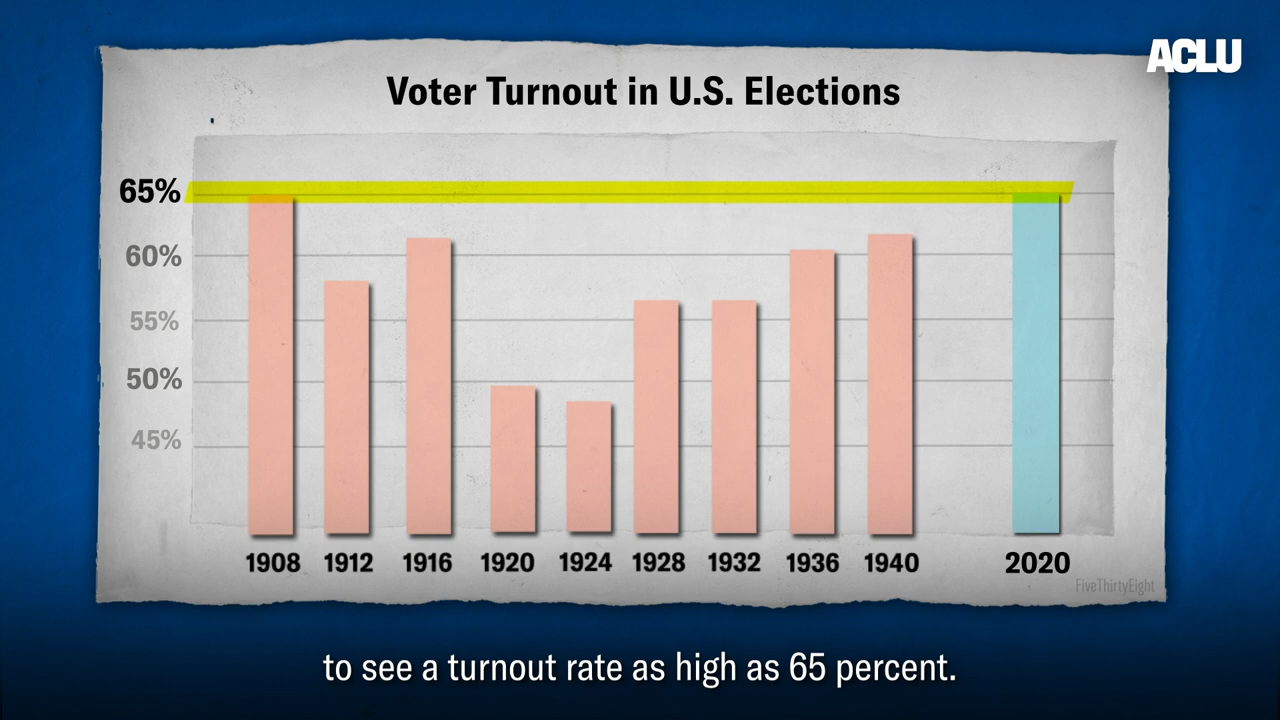 ACLU
Voter Turnout in U.S. Elections
65%
60%
55%
50%
45%
1908 1912 1916 1920 1924 1928 1932 1936 1940 2020
FiveThirtyEight
to see a turnout rate as high as 65 percent.